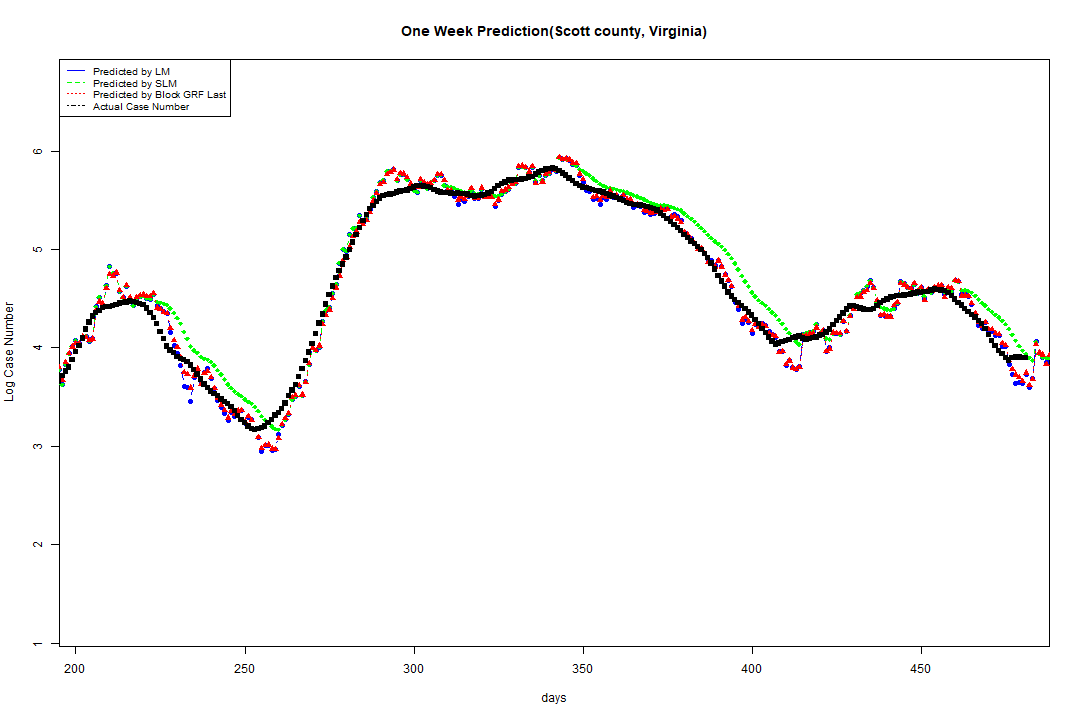 One Week Prediction(Scott county, Virginia)
Predicted by LM
Predicted by SLM
Predicted by Block GRF Last
Actual Case Number
6
5
4
3
2
1
Log Case Number
200 250 300 350 400 450
days